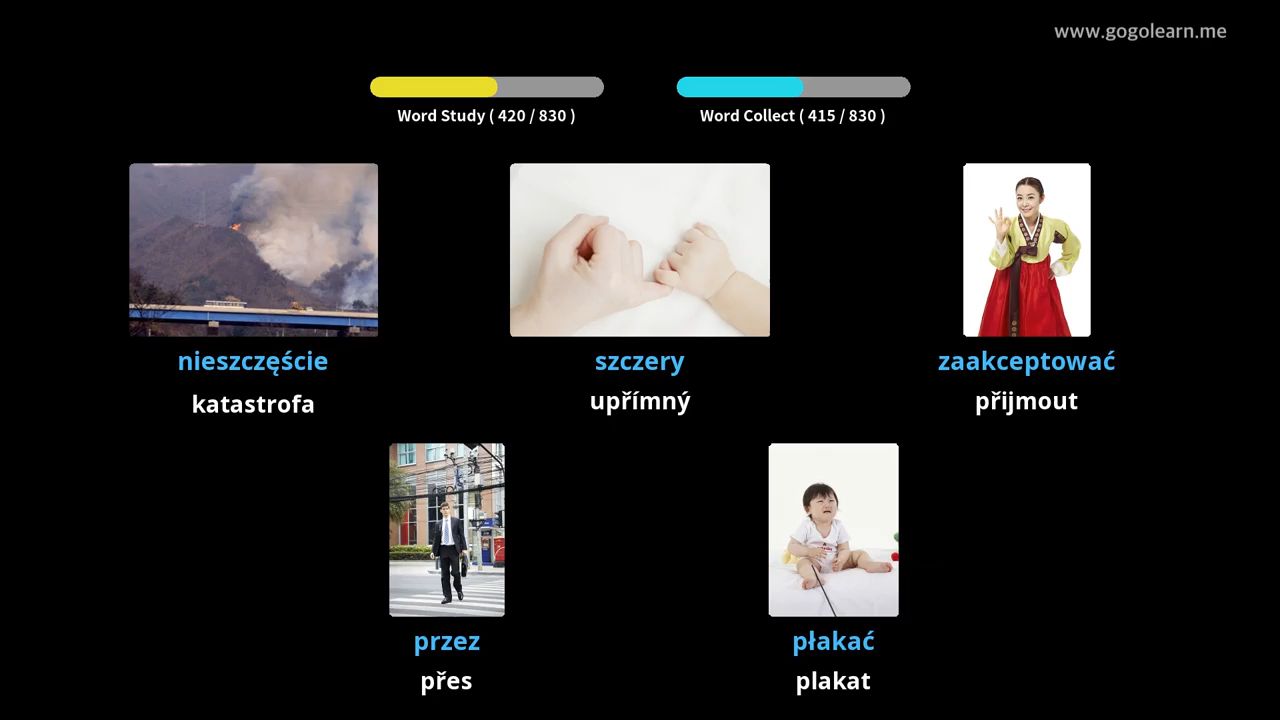 www.gogolearn.me
Word Study ( 420 / 830 )
Word Collect ( 415 / 830 )
nieszczęście
katastrofa
szczery
upřímný
zaakceptować
přijmout
przez
přes
płakać
plakat